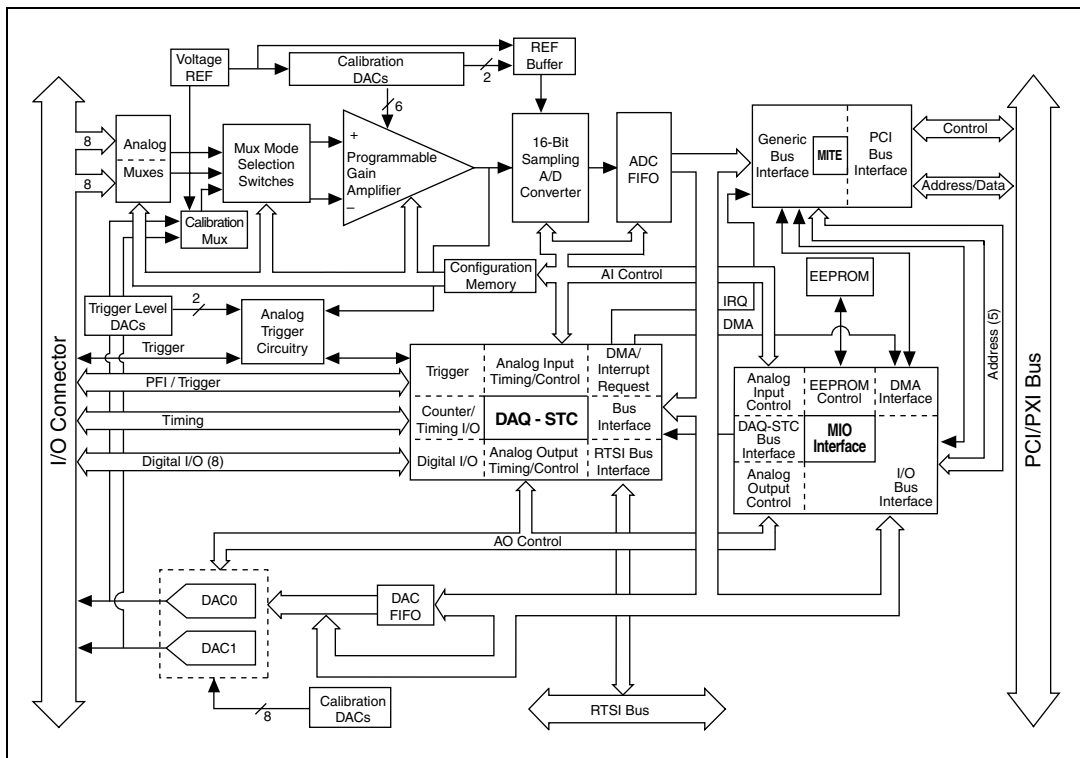 Voltage
REF
Calibration
DACs
2
REF
Buffer
6
8
8
Analog
Muxes
Mux Mode
Selection
Switches
+
Programmable
Gain
Amplifier
–
16-Bit
Sampling
A/D
Converter
ADC
FIFO
Generic
Bus
Interface
MITE
PCI
Bus
Interface
Control
Address/Data
Calibration
Mux
Configuration
Memory
AI Control
EEPROM
IRQ
DMA
Address (5)
Trigger Level
DACs
2
Analog
Trigger
Circuitry
Trigger
PFI / Trigger
Timing
Digital I/O (8)
I/O Connector
PCI/PXI Bus
Trigger
Analog Input
Timing/Control
DMA/
Interrupt
Request
Counter/
Timing I/O
DAQ - STC
Bus
Interface
Digital I/O
Analog Output
Timing/Control
RTSI Bus
Interface
Analog
Input
Control
EEPROM
Control
DMA
Interface
DAQ-STC
Bus
Interface
MIO
Interface
Analog
Output
Control
I/O
Bus
Interface
AO Control
DAC0
DAC1
DAC
FIFO
8
Calibration
DACs
RTSI Bus